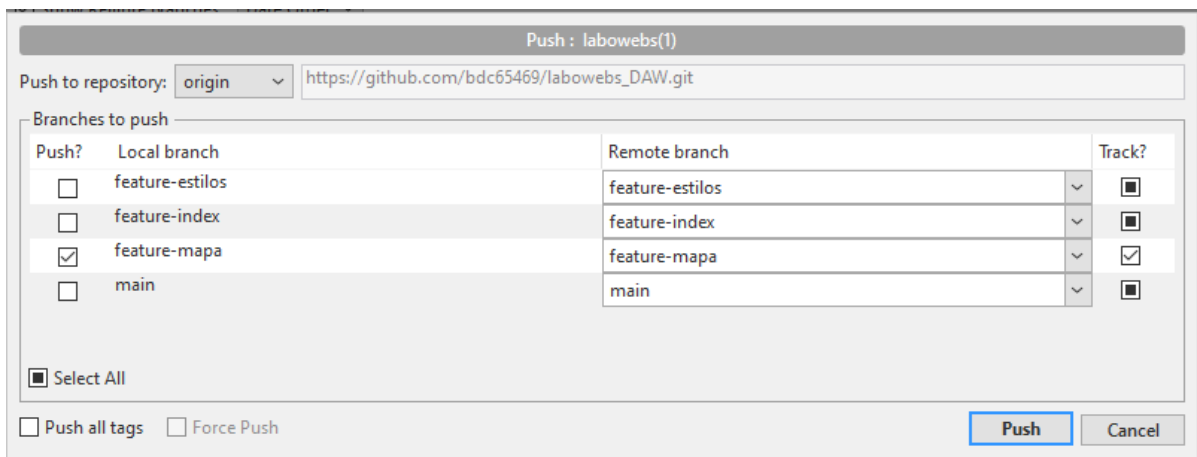 Push : labowebs(1)
Push to repository: origin https://github.com/bdc65469/labowebs_DAW.git
Branches to push
Push? Local branch Remote branch Track?
feature-estilos feature-estilos
feature-index feature-index
feature-mapa feature-mapa
main main
Select All
Push all tags Force Push Push Cancel